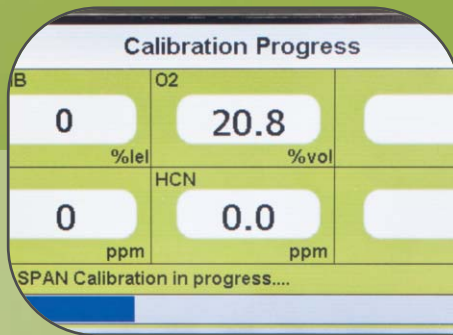 Calibration Progress
O2
0
20.8
%lel
%vol
HCN
0
0.0
ppm
ppm
SPAN Calibration in progress....